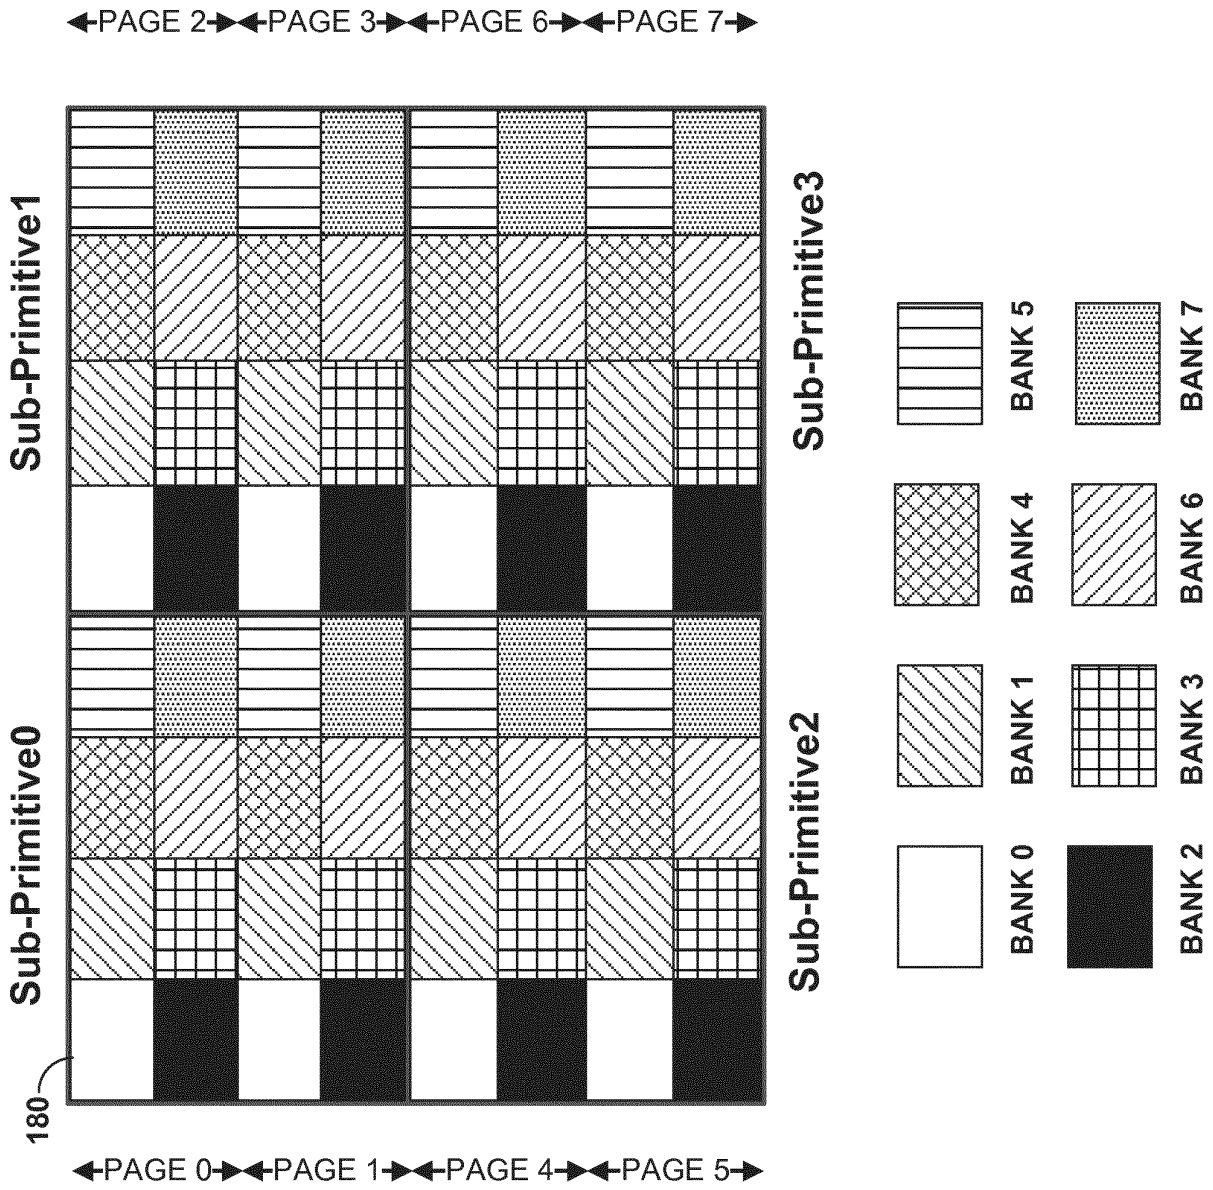 PAGE 2 PAGE 3 PAGE 6 PAGE 7
Sub-Primitive1
Sub-Primitive3
Sub-Primitive0
Sub-Primitive2
180
PAGE 0 PAGE 1 PAGE 4 PAGE 5
BANK 5
BANK 7
BANK 4
BANK 6
BANK 1
BANK 3
BANK 0
BANK 2